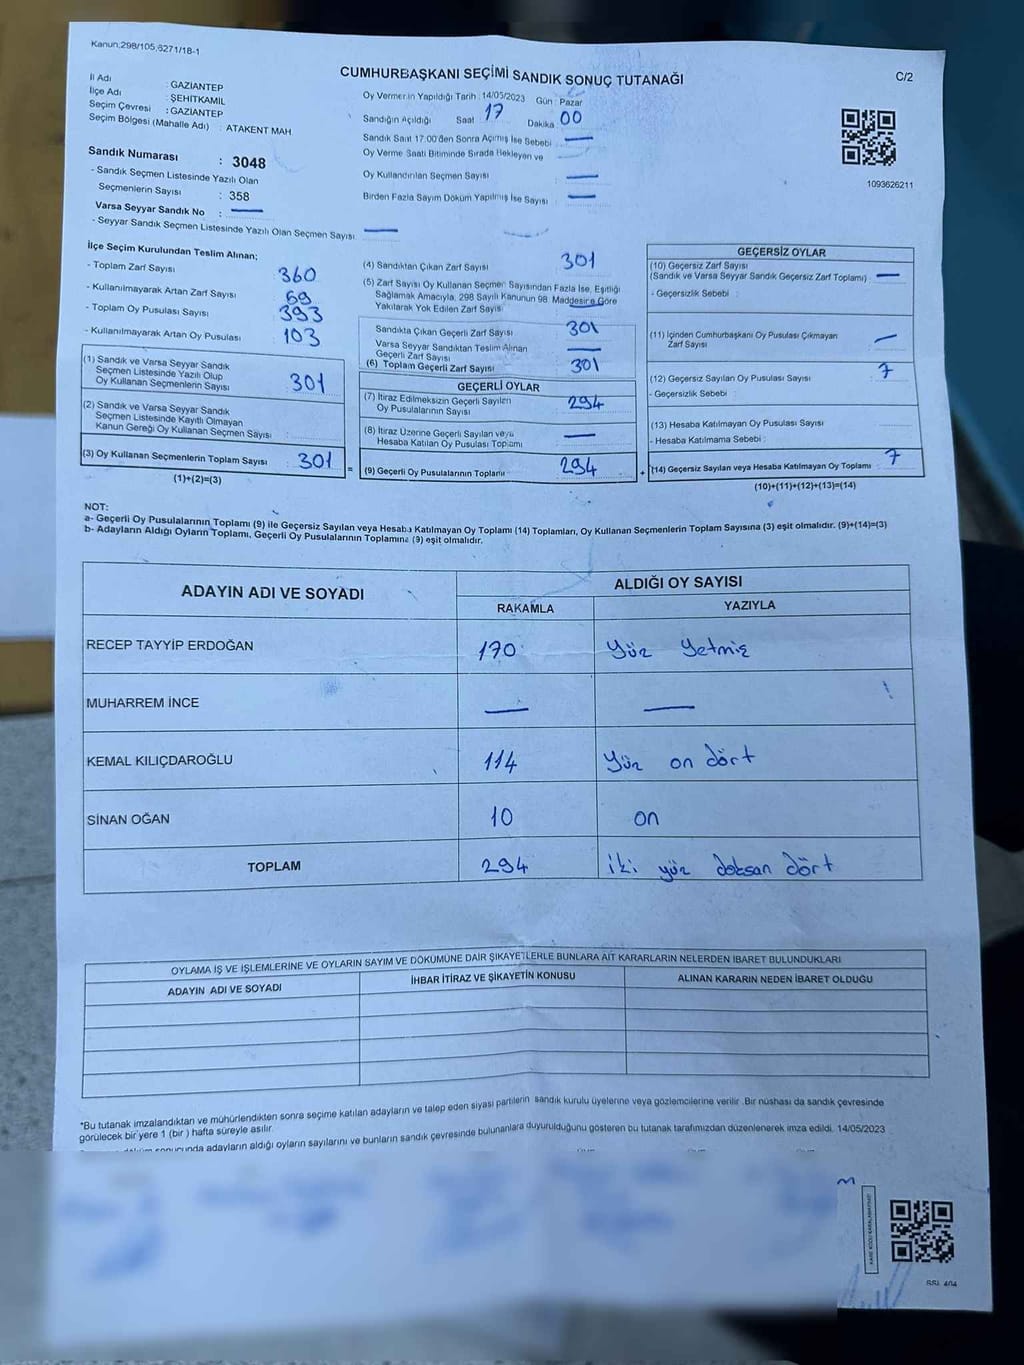 Kanun:298/105,6271/18-1
CUMHURBAŞKANI SEÇİMİ SANDIK SONUÇ TUTANAĞI
C/2
İl Adı : GAZİANTEP
İlçe Adı : ŞEHİTKAMİL
Seçim Çevresi : GAZİANTEP
Seçim Bölgesi (Mahalle Adı) : ATAKENT MAH
Oy Vermenin Yapıldığı Tarih : 14/05/2023 Gün : Pazar
Sandığın Açıldığı Saat 17 Dakika 00
Sandık Saat 17:00'den Sonra Açılmış İse Sebebi —
Oy Verme Saati Bitiminde Sırada Bekleyen ve
Oy Kullandırılan Seçmen Sayısı —
Birden Fazla Sayım Döküm Yapılmış İse Sayısı —
1093626211
Sandık Numarası : 3048
- Sandık Seçmen Listesinde Yazılı Olan
Seçmenlerin Sayısı : 358
Varsa Seyyar Sandık No : —
- Seyyar Sandık Seçmen Listesinde Yazılı Olan Seçmen Sayısı: —
İlçe Seçim Kurulundan Teslim Alınan;
- Toplam Zarf Sayısı 360
- Kullanılmayarak Artan Zarf Sayısı 69
- Toplam Oy Pusulası Sayısı 393
- Kullanılmayarak Artan Oy Pusulası 103
(1) Sandık ve Varsa Seyyar Sandık
Seçmen Listesinde Yazılı Olup
Oy Kullanan Seçmenlerin Sayısı 301
(2) Sandık ve Varsa Seyyar Sandık
Seçmen Listesinde Kayıtlı Olmayan
Kanun Gereği Oy Kullanan Seçmen Sayısı
(3) Oy Kullanan Seçmenlerin Toplam Sayısı 301 =
(1)+(2)=(3)
(4) Sandıktan Çıkan Zarf Sayısı 301
(5) Zarf Sayısı Oy Kullanan Seçmen Sayısından Fazla İse, Eşitliği
Sağlamak Amacıyla, 298 Sayılı Kanunun 98. Maddesine Göre
Yakılarak Yok Edilen Zarf Sayısı
Sandıkta Çıkan Geçerli Zarf Sayısı 301
Varsa Seyyar Sandıktan Teslim Alınan
Geçerli Zarf Sayısı —
(6) Toplam Geçerli Zarf Sayısı 301
GEÇERLİ OYLAR
(7) İtiraz Edilmeksizin Geçerli Sayılan
Oy Pusulalarının Sayısı 294
(8) İtiraz Üzerine Geçerli Sayılan veya
Hesaba Katılan Oy Pusulası Toplamı —
(9) Geçerli Oy Pusulalarının Toplamı 294 +
GEÇERSİZ OYLAR
(10) Geçersiz Zarf Sayısı
(Sandık ve Varsa Seyyar Sandık Geçersiz Zarf Toplamı) —
- Geçersizlik Sebebi :
(11) İçinden Cumhurbaşkanı Oy Pusulası Çıkmayan
Zarf Sayısı —
(12) Geçersiz Sayılan Oy Pusulası Sayısı 7
- Geçersizlik Sebebi :
(13) Hesaba Katılmayan Oy Pusulası Sayısı
- Hesaba Katılmama Sebebi :
(14) Geçersiz Sayılan veya Hesaba Katılmayan Oy Toplamı 7
(10)+(11)+(12)+(13)=(14)
NOT:
a- Geçerli Oy Pusulalarının Toplamı (9) ile Geçersiz Sayılan veya Hesaba Katılmayan Oy Toplamı (14) Toplamları, Oy Kullanan Seçmenlerin Toplam Sayısına (3) eşit olmalıdır. (9)+(14)=(3)
b- Adayların Aldığı Oyların Toplamı, Geçerli Oy Pusulalarının Toplamına (9) eşit olmalıdır.
ADAYIN ADI VE SOYADI
ALDIĞI OY SAYISI
RAKAMLA YAZIYLA
RECEP TAYYİP ERDOĞAN 170 Yüz Yetmiş
MUHARREM İNCE — —
KEMAL KILIÇDAROĞLU 114 Yüz on dört
SİNAN OĞAN 10 on
TOPLAM 294 iki yüz doksan dört
OYLAMA İŞ VE İŞLEMLERİNE VE OYLARIN SAYIM VE DÖKÜMÜNE DAİR ŞİKAYETLERLE BUNLARA AİT KARARLARIN NELERDEN İBARET BULUNDUKLARI
ADAYIN ADI VE SOYADI İHBAR İTİRAZ VE ŞİKAYETİN KONUSU ALINAN KARARIN NEDEN İBARET OLDUĞU
*Bu tutanak imzalandıktan ve mühürlendikten sonra seçime katılan adayların ve talep eden siyasi partilerin sandık kurulu üyelerine veya gözlemcilerine verilir .Bir nüshası da sandık çevresinde
görülecek bir yere 1 (bir ) hafta süreyle asılır.
sonucunda adayların aldığı oyların sayılarını ve bunların sandık çevresinde bulunanlara duyurulduğunu gösteren bu tutanak tarafımızdan düzenlenerek imza edildi. 14/05/2023